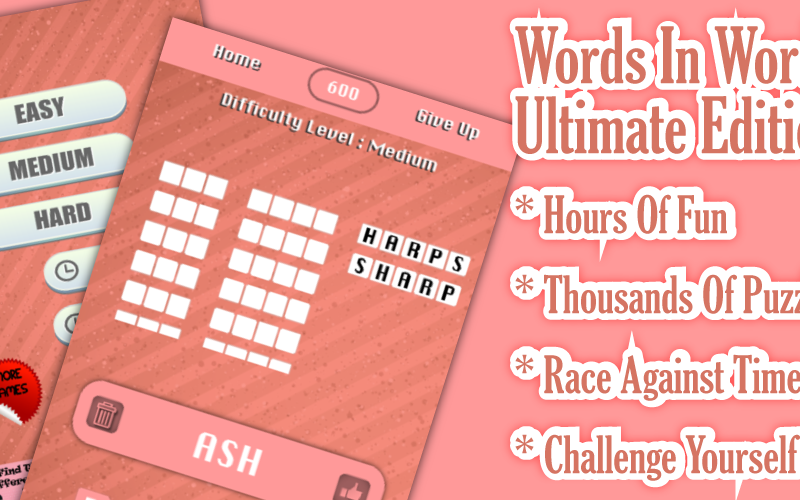 EASY
MEDIUM
HARD
Home
600
Give Up
Difficulty Level : Medium
HARPS
SHARP
ASH
Words In Wor
Ultimate Editi
* Hours Of Fun
* Thousands Of Puzz
* Race Against Time
* Challenge Yourself